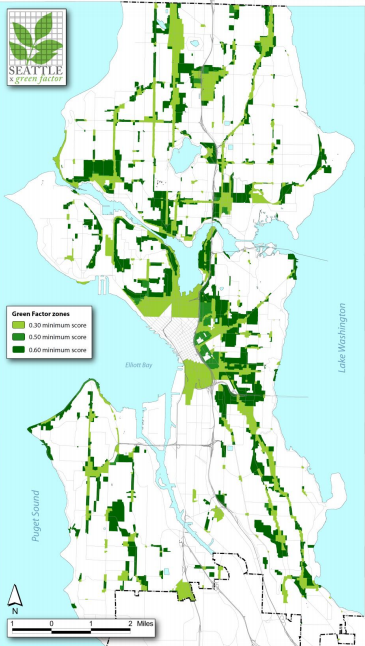 SEATTLE
x green factor
Green Factor zones
0.30 minimum score
0.50 minimum score
0.60 minimum score
Elliott Bay
Lake Washington
Puget Sound
N
1 0 1 2 Miles